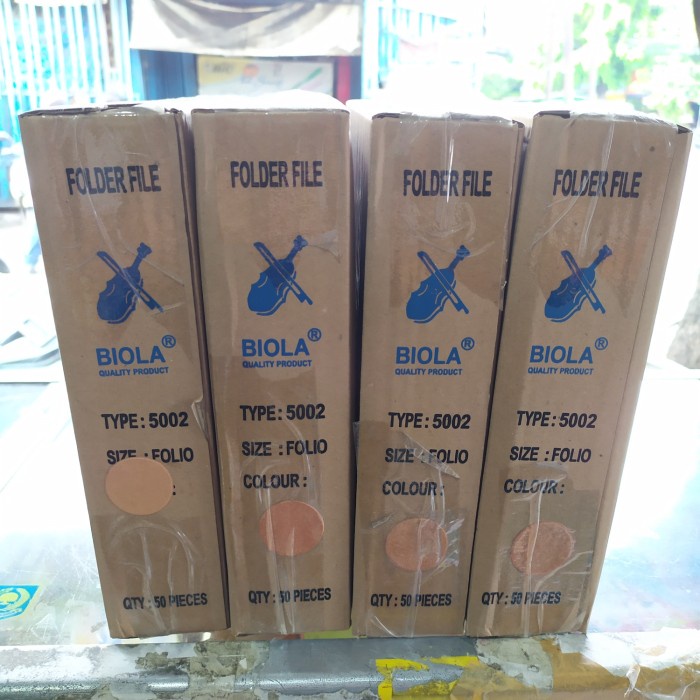 FOLDER FILE
BIOLA®
QUALITY PRODUCT
TYPE : 5002
SIZE : FOLIO
:
QTY : 50 PIECES
FOLDER FILE
BIOLA®
QUALITY PRODUCT
TYPE : 5002
SIZE : FOLIO
COLOUR :
QTY : 50 PIECES
FOLDER FILE
BIOLA®
QUALITY PRODUCT
TYPE : 5002
SIZE : FOLIO
COLOUR :
QTY : 50 PIECES
FOLDER FILE
BIOLA®
QUALITY PRODUCT
TYPE : 5002
SIZE : FOLIO
COLOUR :
QTY : 50 PIECES